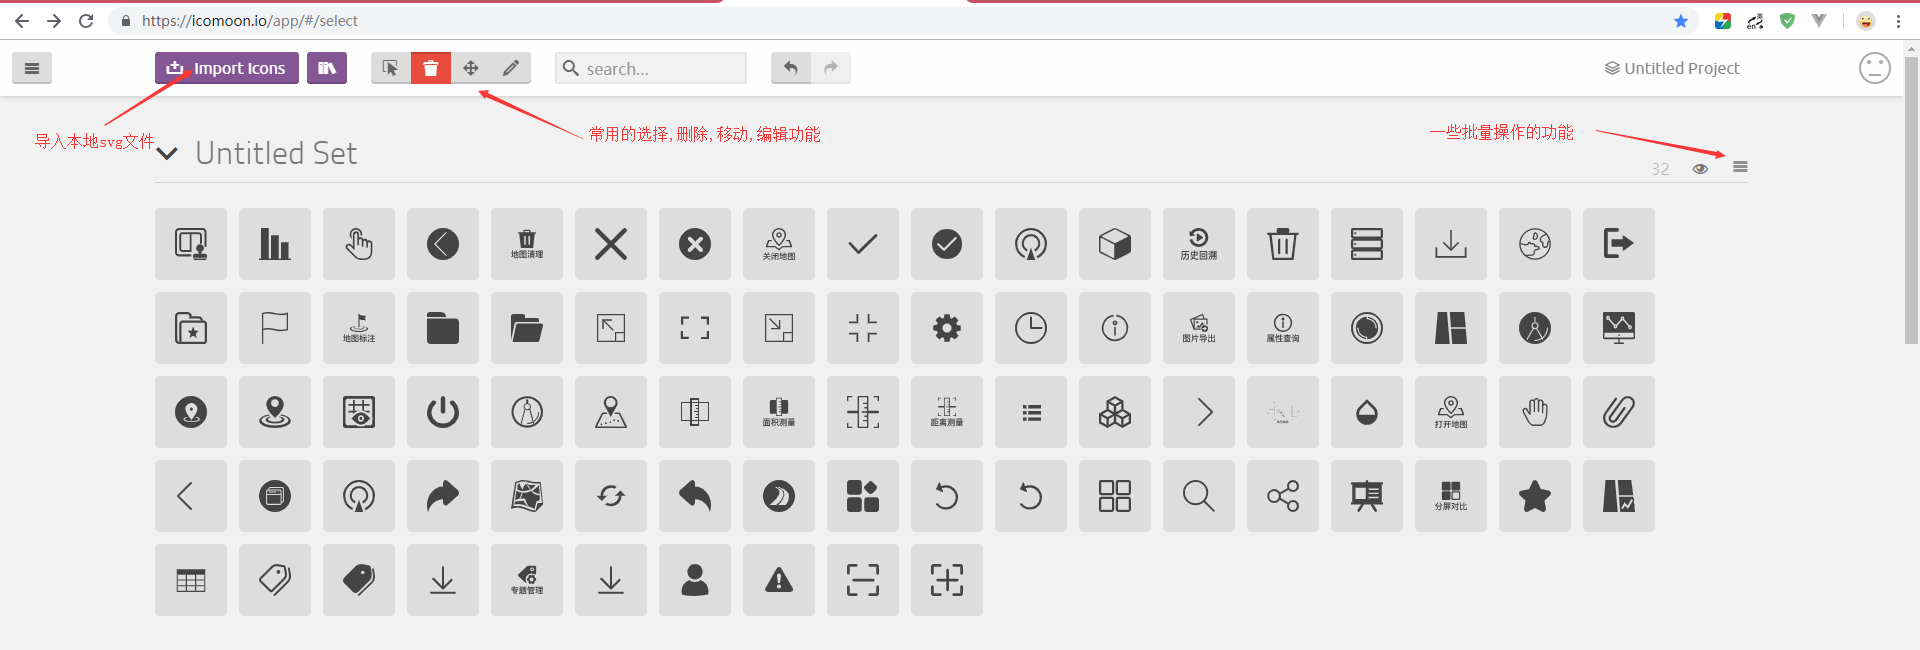 https://icomoon.io/app/#/select
Import Icons
search...
Untitled Project
导入本地svg文件
常用的选择,删除,移动,编辑功能
一些批量操作的功能
Untitled Set
32
地图清理
关闭地图
历史回溯
地图标注
图片导出
属性查询
面积测量
距离测量
打开地图
分屏对比
专题管理